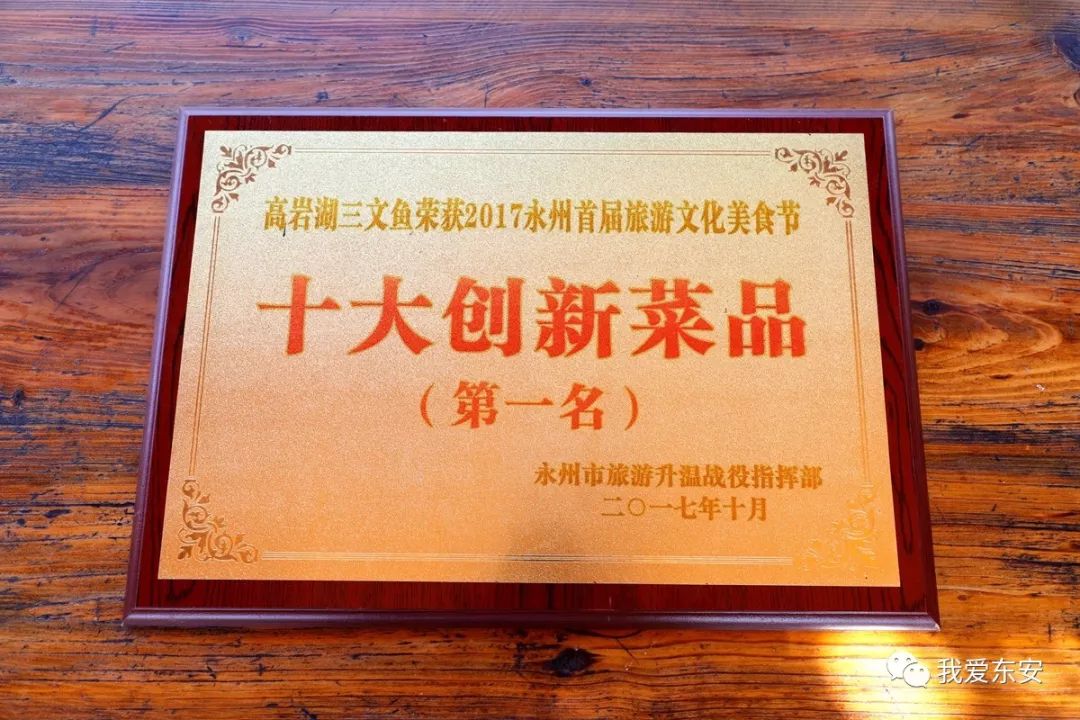 高岩湖三文鱼荣获2017永州首届旅游文化美食节
十大创新菜品
（第一名）
永州市旅游升温战役指挥部
二〇一七年十月
我爱东安